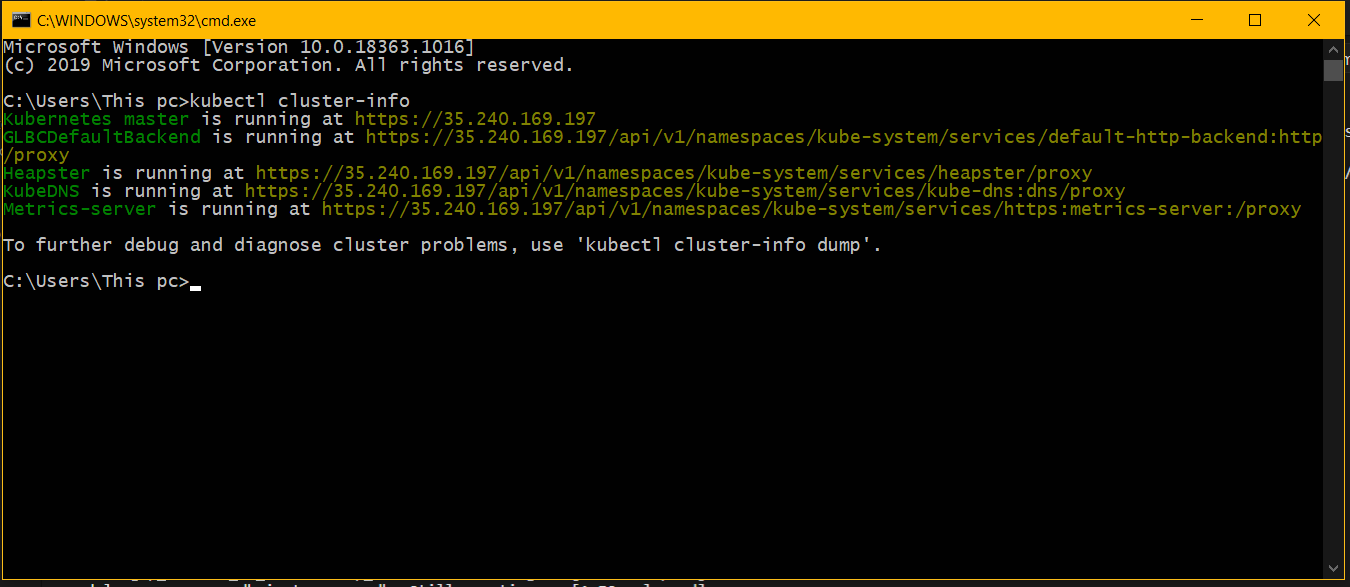 C:\WINDOWS\system32\cmd.exe
Microsoft Windows [Version 10.0.18363.1016]
(c) 2019 Microsoft Corporation. All rights reserved.
C:\Users\This pc>kubectl cluster-info
Kubernetes master is running at https://35.240.169.197
GLBCDefaultBackend is running at https://35.240.169.197/api/v1/namespaces/kube-system/services/default-http-backend:http
/proxy
Heapster is running at https://35.240.169.197/api/v1/namespaces/kube-system/services/heapster/proxy
KubeDNS is running at https://35.240.169.197/api/v1/namespaces/kube-system/services/kube-dns:dns/proxy
Metrics-server is running at https://35.240.169.197/api/v1/namespaces/kube-system/services/https:metrics-server:/proxy
To further debug and diagnose cluster problems, use 'kubectl cluster-info dump'.
C:\Users\This pc>